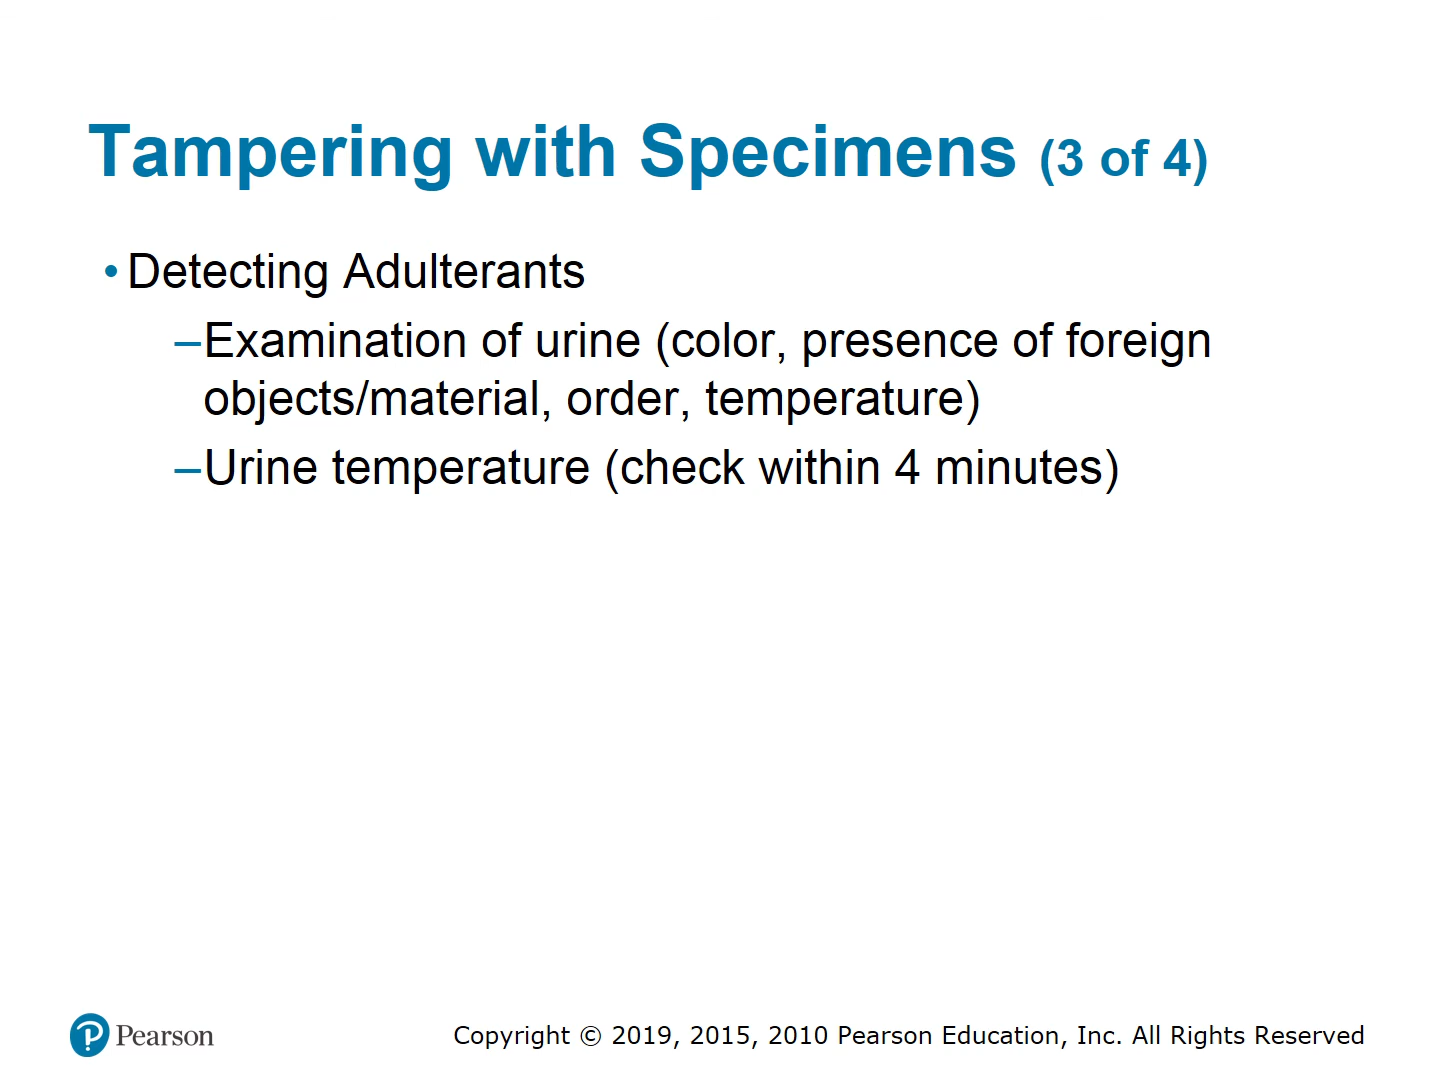 Tampering with Specimens (3 of 4)
• Detecting Adulterants
–Examination of urine (color, presence of foreign
objects/material, order, temperature)
–Urine temperature (check within 4 minutes)
Pearson
Copyright © 2019, 2015, 2010 Pearson Education, Inc. All Rights Reserved